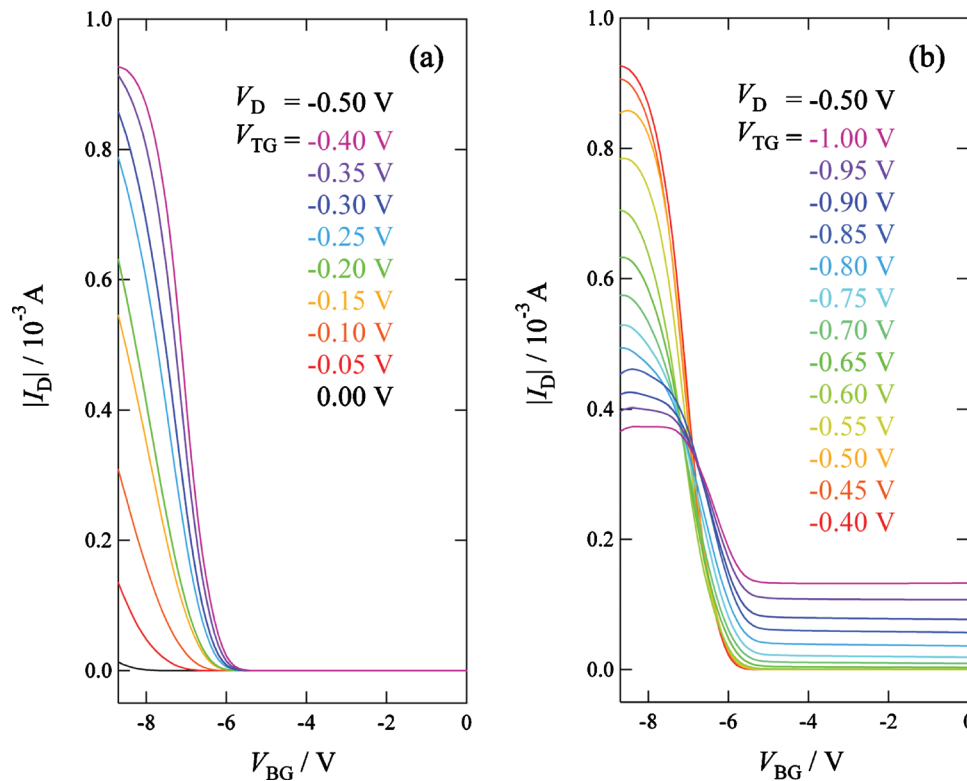 (a)
V_D = -0.50 V
V_TG = -0.40 V
-0.35 V
-0.30 V
-0.25 V
-0.20 V
-0.15 V
-0.10 V
-0.05 V
0.00 V
1.0
0.8
0.6
0.4
0.2
0.0
|I_D| / 10^-3 A
-8 -6 -4 -2 0
V_BG / V
(b)
V_D = -0.50 V
V_TG = -1.00 V
-0.95 V
-0.90 V
-0.85 V
-0.80 V
-0.75 V
-0.70 V
-0.65 V
-0.60 V
-0.55 V
-0.50 V
-0.45 V
-0.40 V
1.0
0.8
0.6
0.4
0.2
0.0
|I_D| / 10^-3 A
-8 -6 -4 -2 0
V_BG / V